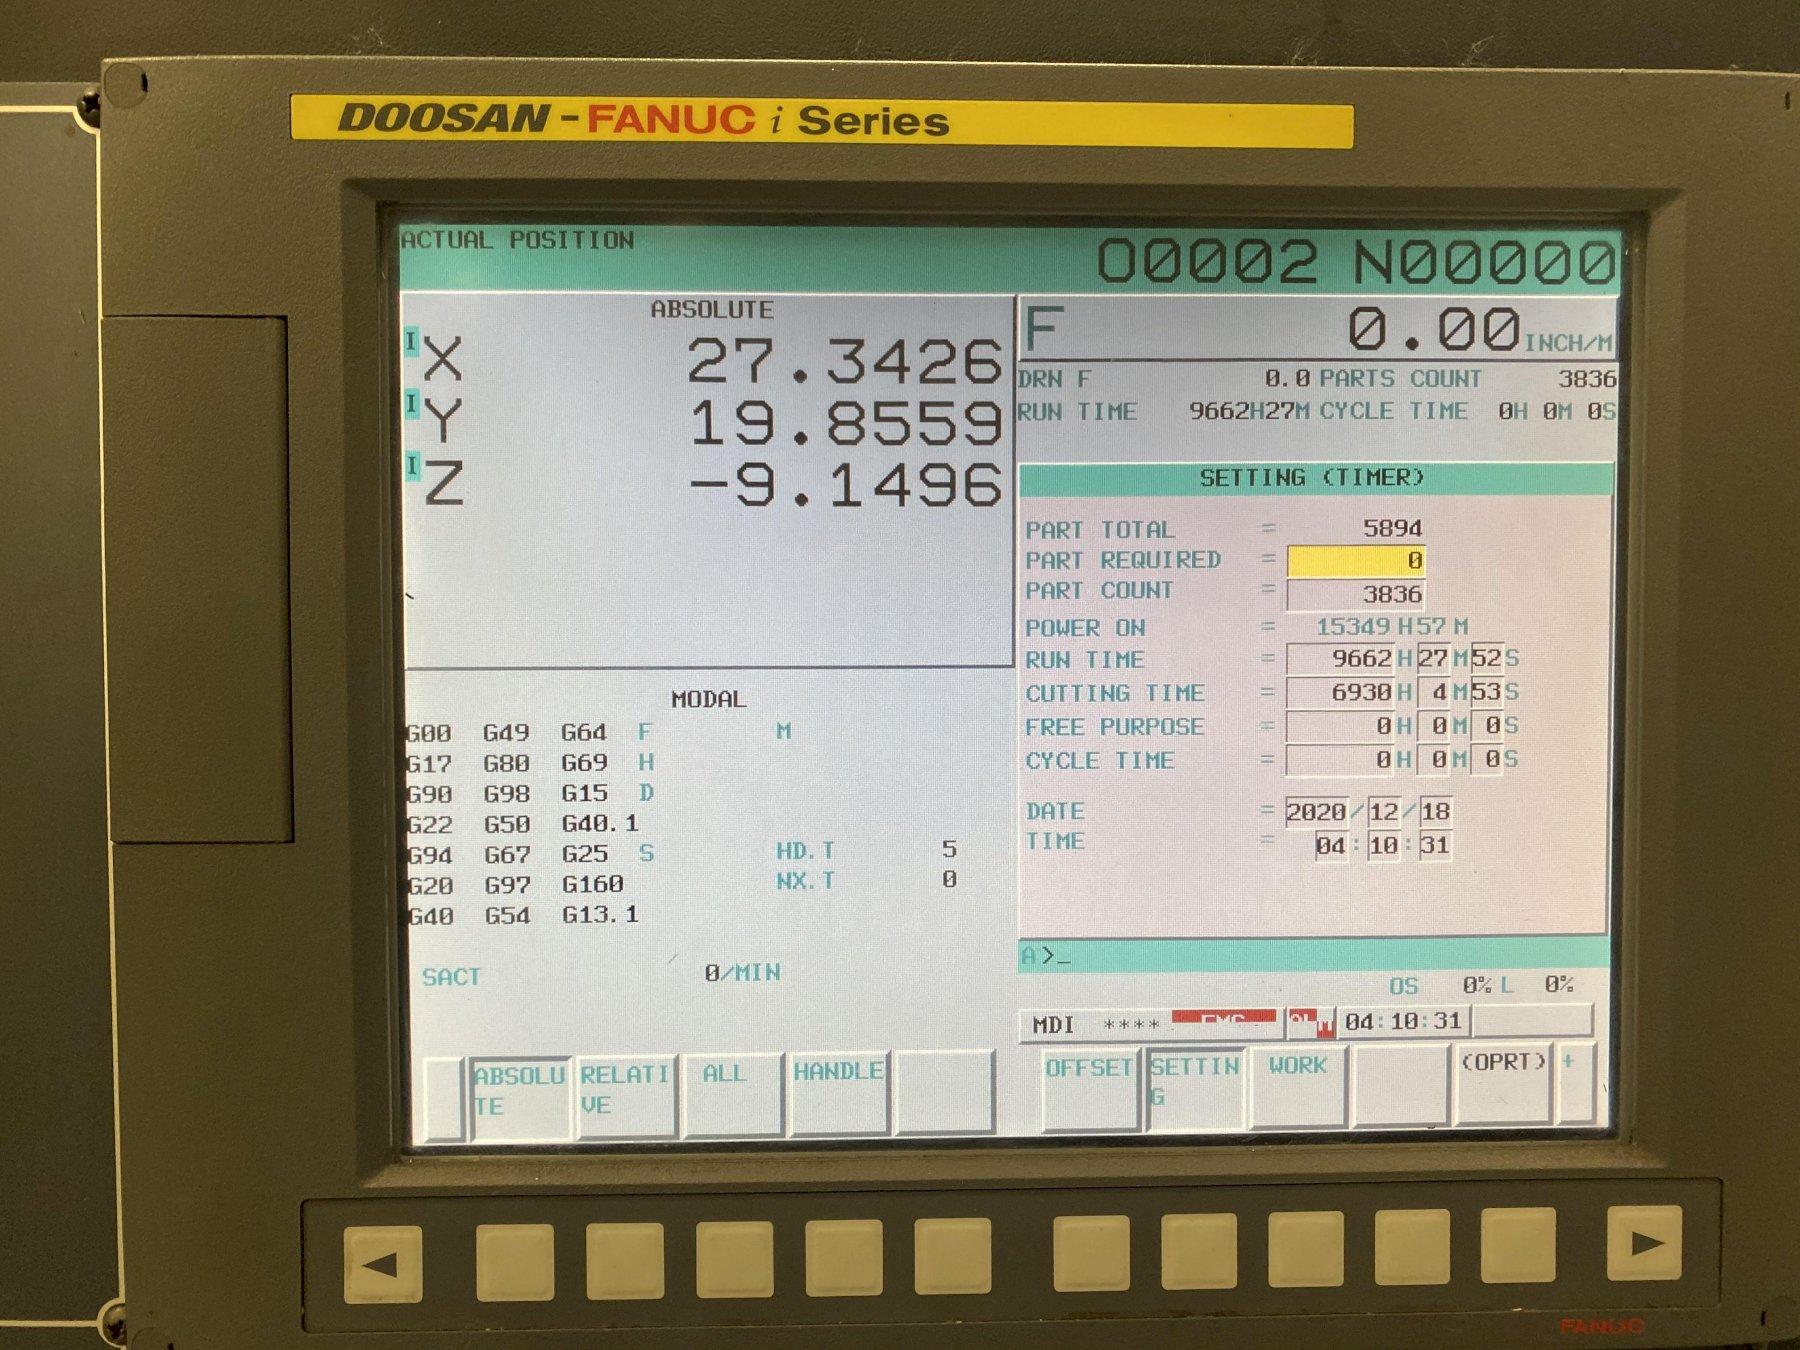 DOOSAN - FANUC i Series
ACTUAL POSITION
O0002 N00000
ABSOLUTE
I X 27.3426
I Y 19.8559
I Z -9.1496
F 0.00 INCH/M
DRN F 0.0 PARTS COUNT 3836
RUN TIME 9662H27M CYCLE TIME 0H 0M 0S
SETTING (TIMER)
PART TOTAL = 5894
PART REQUIRED = 0
PART COUNT = 3836
POWER ON = 15349 H 57 M
RUN TIME = 9662 H 27 M 52 S
CUTTING TIME = 6930 H 4 M 53 S
FREE PURPOSE = 0 H 0 M 0 S
CYCLE TIME = 0 H 0 M 0 S
DATE = 2020/12/18
TIME = 04:10:31
MODAL
G00 G49 G64 F M
G17 G80 G69 H
G90 G98 G15 D
G22 G50 G40.1
G94 G67 G25 S HD.T 5
G20 G97 G160 NX.T 0
G40 G54 G13.1
SACT 0/MIN
A>_
OS 0% L 0%
MDI **** 04:10:31
ABSOLU
TE
RELATI
VE
ALL
HANDLE
OFFSET
SETTIN
G
WORK
(OPRT)
+
FANUC